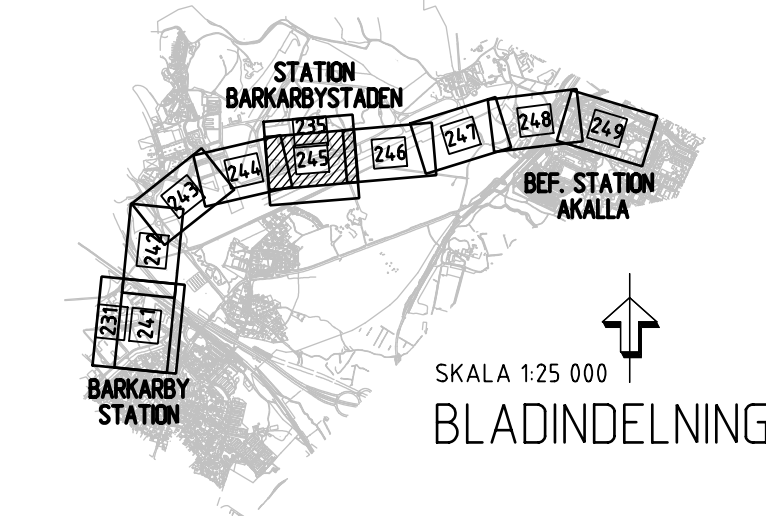 STATION
BARKARBYSTADEN
235
245
244
246
247
248
249
243
242
231
241
BEF. STATION
AKALLA
BARKARBY
STATION
SKALA 1:25 000
BLADINDELNING